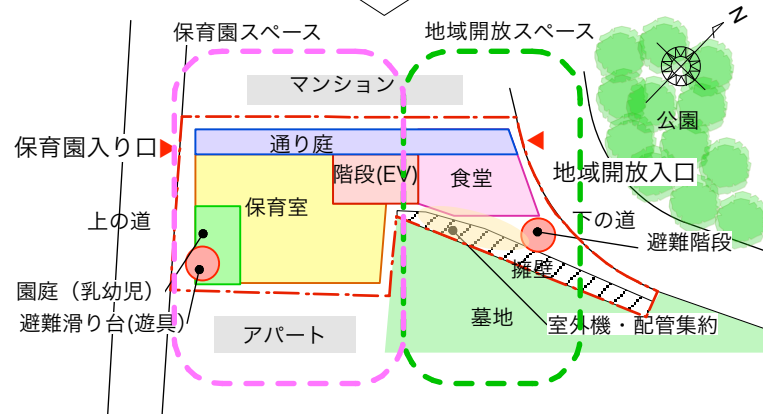 保育園スペース
地域開放スペース
N
マンション
公園
保育園入り口
通り庭
階段(EV)
食堂
地域開放入口
保育室
上の道
下の道
避難階段
擁壁
園庭（乳幼児）
避難滑り台(遊具)
アパート
墓地
室外機・配管集約